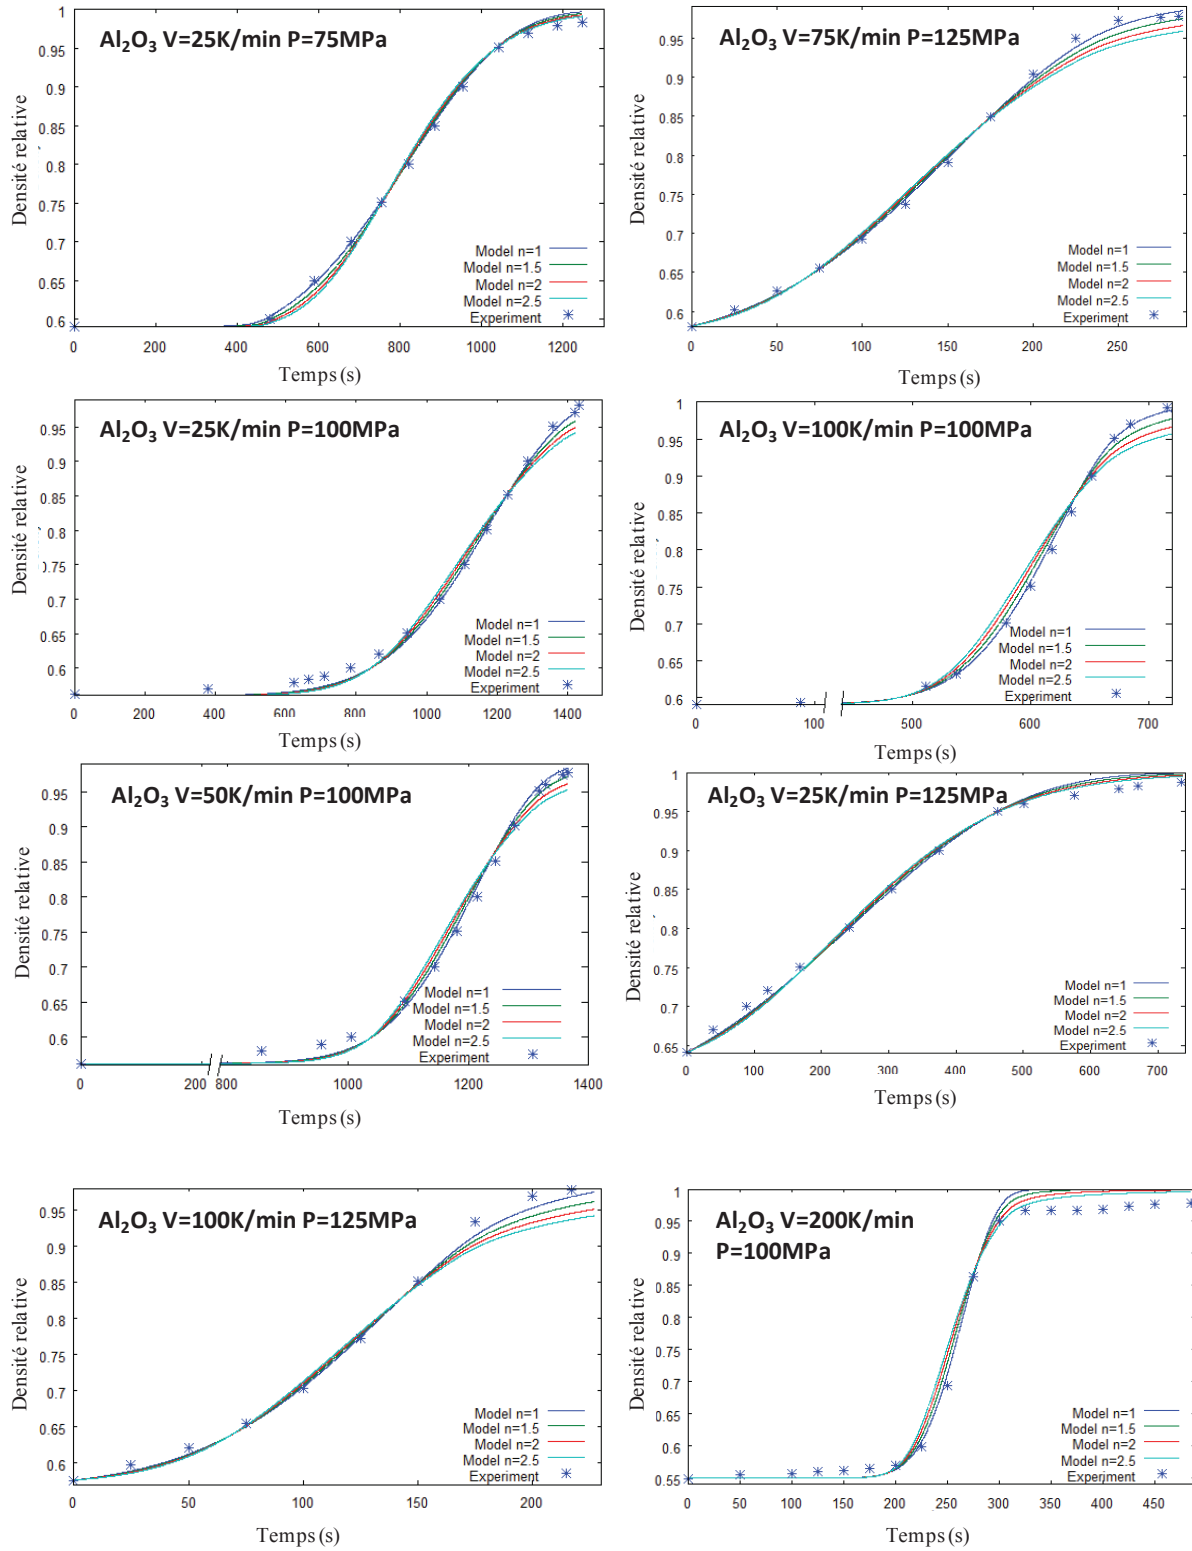 Al₂O₃ V=25K/min P=75MPa
Densité relative
1
0.95
0.9
0.85
0.8
0.75
0.7
0.65
0.6
Model n=1
Model n=1.5
Model n=2
Model n=2.5
Experiment
0 200 400 600 800 1000 1200
Temps (s)
Al₂O₃ V=75K/min P=125MPa
Densité relative
0.95
0.9
0.85
0.8
0.75
0.7
0.65
0.6
Model n=1
Model n=1.5
Model n=2
Model n=2.5
Experiment
0 50 100 150 200 250
Temps (s)
Al₂O₃ V=25K/min P=100MPa
Densité relative
0.95
0.9
0.85
0.8
0.75
0.7
0.65
0.6
Model n=1
Model n=1.5
Model n=2
Model n=2.5
Experiment
0 200 400 600 800 1000 1200 1400
Temps (s)
Al₂O₃ V=100K/min P=100MPa
Densité relative
1
0.95
0.9
0.85
0.8
0.75
0.7
0.65
0.6
Model n=1
Model n=1.5
Model n=2
Model n=2.5
Experiment
0 100 500 600 700
Temps (s)
Al₂O₃ V=50K/min P=100MPa
Densité relative
0.95
0.9
0.85
0.8
0.75
0.7
0.65
0.6
Model n=1
Model n=1.5
Model n=2
Model n=2.5
Experiment
0 200 800 1000 1200 1400
Temps (s)
Al₂O₃ V=25K/min P=125MPa
Densité relative
1
0.95
0.9
0.85
0.8
0.75
0.7
0.65
Model n=1
Model n=1.5
Model n=2
Model n=2.5
Experiment
0 100 200 300 400 500 600 700
Temps (s)
Al₂O₃ V=100K/min P=125MPa
Densité relative
0.95
0.9
0.85
0.8
0.75
0.7
0.65
0.6
Model n=1
Model n=1.5
Model n=2
Model n=2.5
Experiment
0 50 100 150 200
Temps (s)
Al₂O₃ V=200K/min
P=100MPa
Densité relative
1
0.95
0.9
0.85
0.8
0.75
0.7
0.65
0.6
0.55
Model n=1
Model n=1.5
Model n=2
Model n=2.5
Experiment
0 50 100 150 200 250 300 350 400 450
Temps (s)